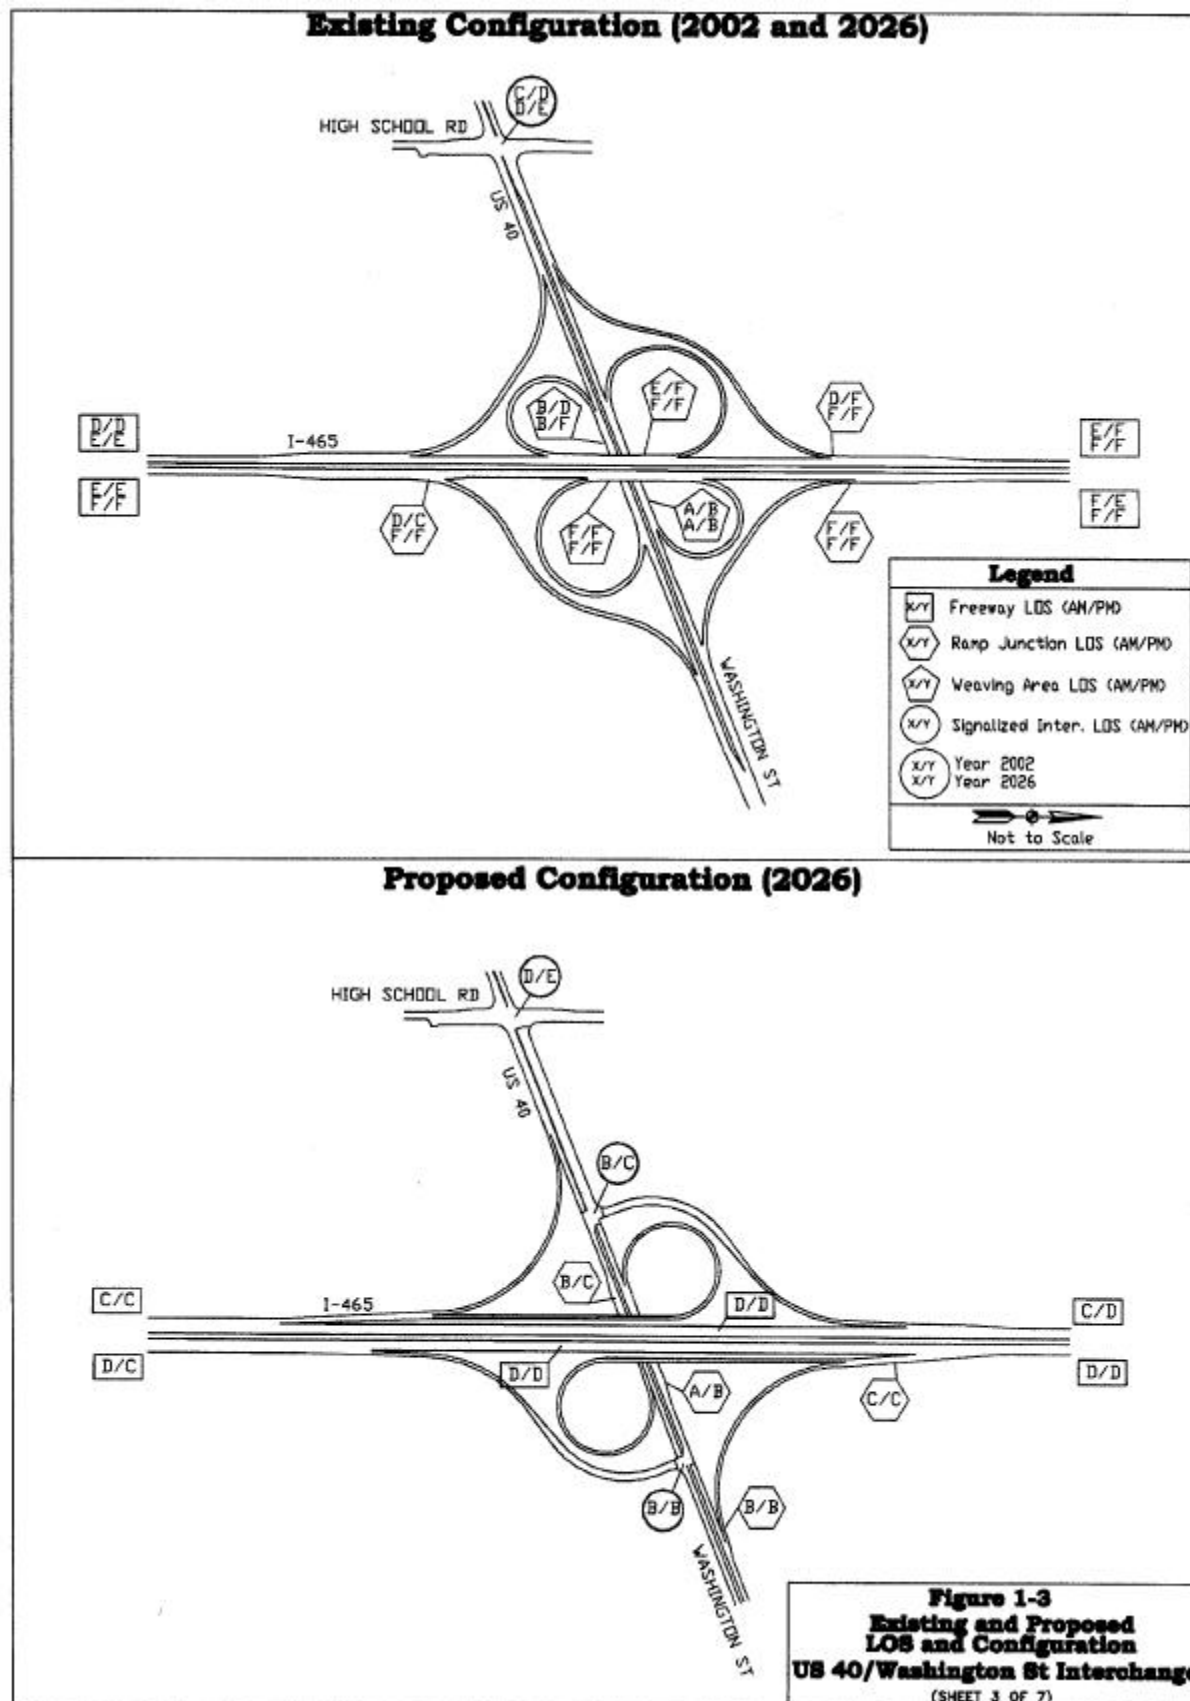 Existing Configuration (2002 and 2026)
C/D
D/E
HIGH SCHOOL RD
US 40
E/F
F/F
B/D
B/F
D/F
F/F
D/D
E/E
I-465
E/F
F/F
E/E
F/F
D/C
F/F
F/F
F/F
A/B
A/B
F/F
F/F
F/E
F/F
WASHINGTON ST
Legend
X/Y Freeway LOS (AM/PM)
X/Y Ramp Junction LOS (AM/PM)
X/Y Weaving Area LOS (AM/PM)
X/Y Signalized Inter. LOS (AM/PM)
X/Y Year 2002
X/Y Year 2026
Not to Scale
Proposed Configuration (2026)
D/E
HIGH SCHOOL RD
US 40
B/C
B/C
C/C
I-465
D/D
C/D
D/C
D/D
A/B
C/C
D/D
B/B
B/B
WASHINGTON ST
Figure 1-3
Existing and Proposed
LOS and Configuration
US 40/Washington St Interchange
(SHEET 3 OF 7)